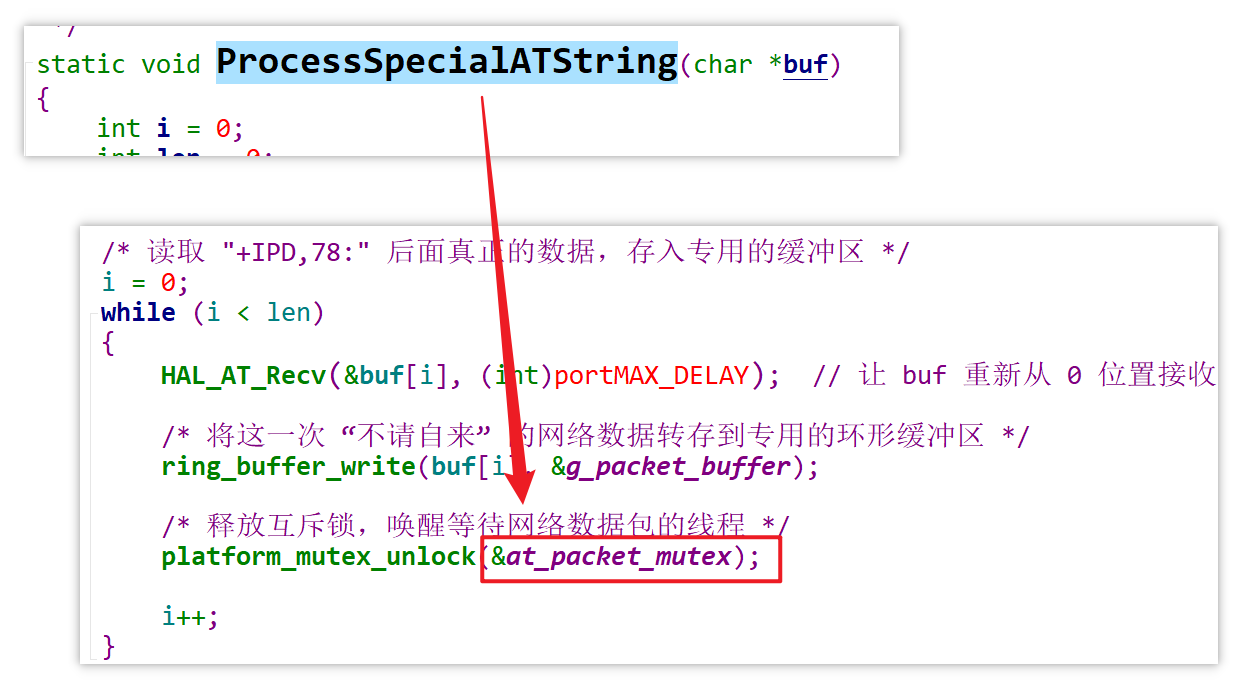 */
static void ProcessSpecialATString(char *buf)
{
int i = 0;
int len = 0;
/* 读取 "+IPD,78:" 后面真正的数据，存入专用的缓冲区 */
i = 0;
while (i < len)
{
HAL_AT_Recv(&buf[i], (int)portMAX_DELAY);  // 让 buf 重新从 0 位置接收
/* 将这一次 “不请自来” 的网络数据转存到专用的环形缓冲区 */
ring_buffer_write(buf[i], &g_packet_buffer);
/* 释放互斥锁，唤醒等待网络数据包的线程 */
platform_mutex_unlock(&at_packet_mutex);
i++;
}